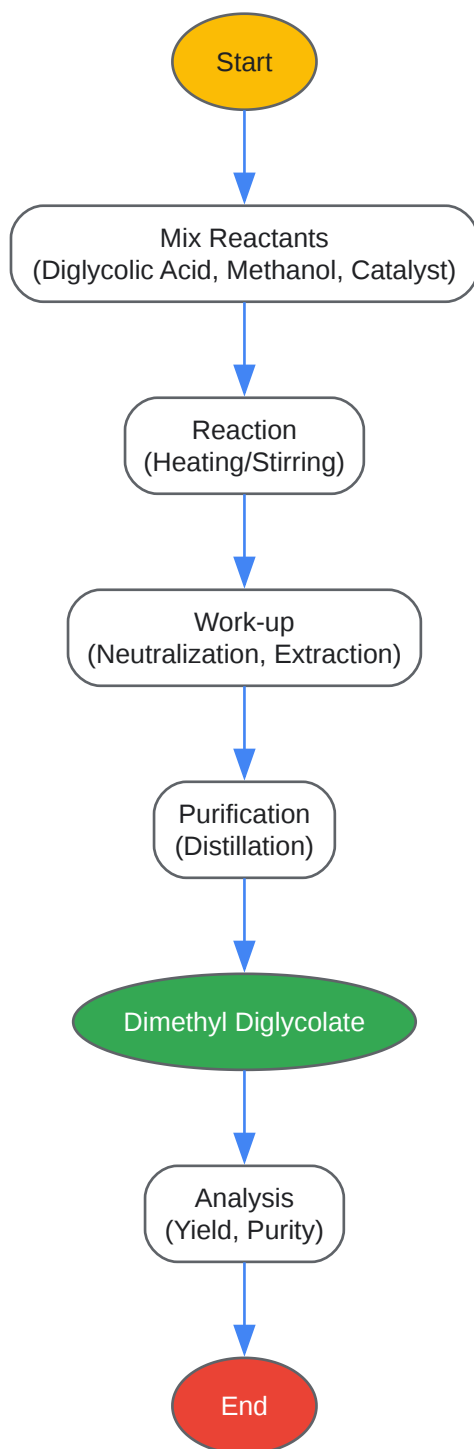 Start
Mix Reactants
(Diglycolic Acid, Methanol, Catalyst)
Reaction
(Heating/Stirring)
Work-up
(Neutralization, Extraction)
Purification
(Distillation)
Dimethyl Diglycolate
Analysis
(Yield, Purity)
End